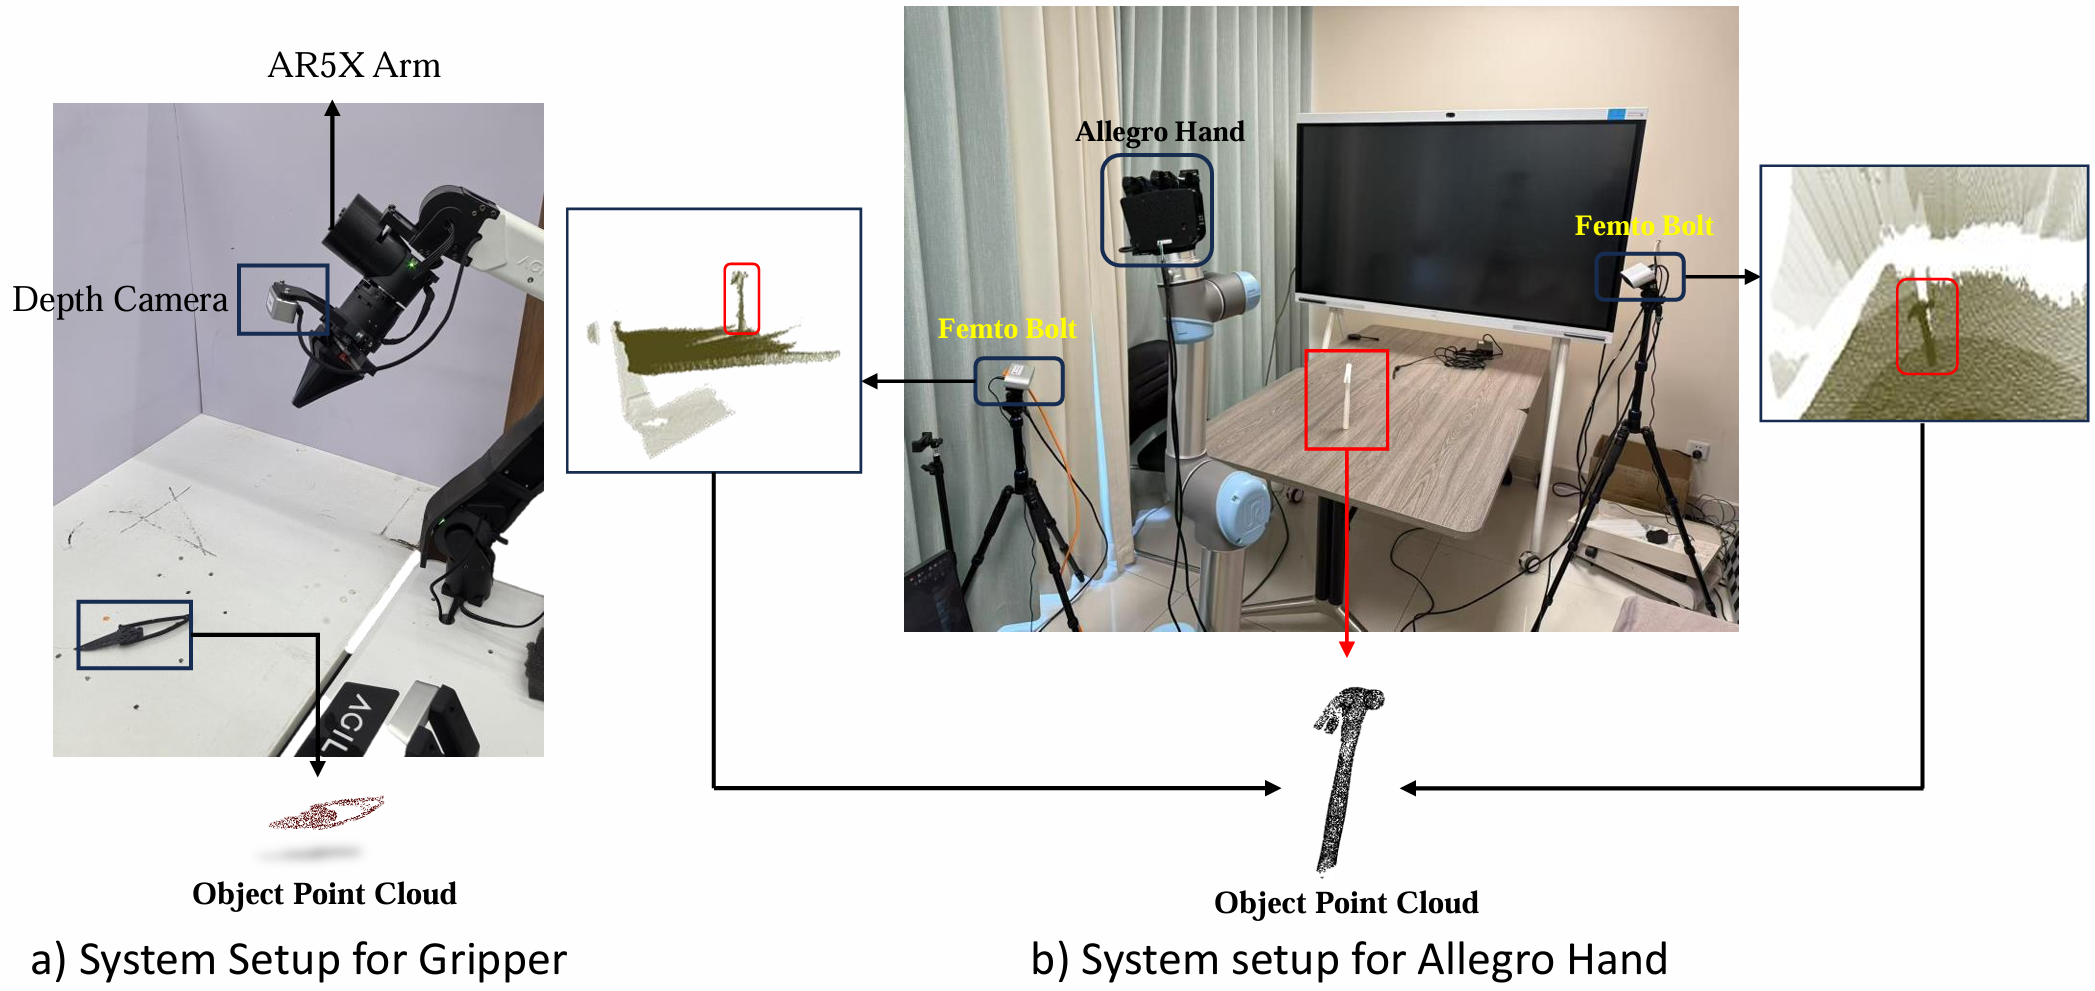 AR5X Arm
Depth Camera
Object Point Cloud
a) System Setup for Gripper
Allegro Hand
Femto Bolt
Femto Bolt
Object Point Cloud
b) System setup for Allegro Hand
AGIL